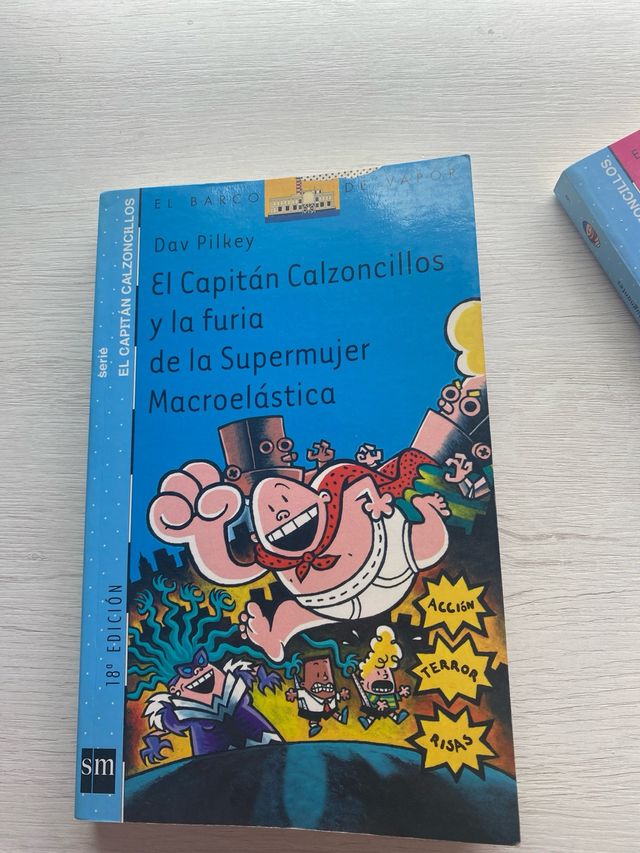 EL BARCO DE VAPOR
Dav Pilkey
El Capitán Calzoncillos
y la furia
de la Supermujer
Macroelástica
ACCIÓN
TERROR
RISAS
serie
EL CAPITÁN CALZONCILLOS
18ª EDICIÓN
sm